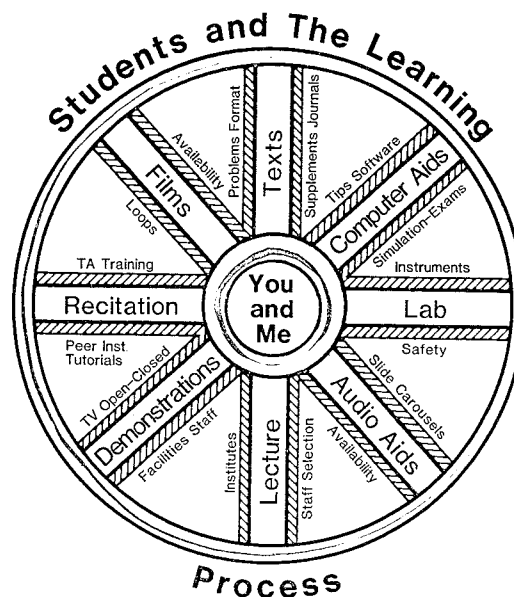 Students and The Learning
Process
You
and
Me
Problems Format
Texts
Supplements Journals
Tips Software
Computer Aids
Simulation-Exams
Instruments
Lab
Safety
Slide Carousels
Audio Aids
Availability
Staff Selection
Lecture
Institutes
Facilities Staff
Demonstrations
TV Open-Closed
Peer Inst.
Tutorials
Recitation
TA Training
Loops
Films
Availability